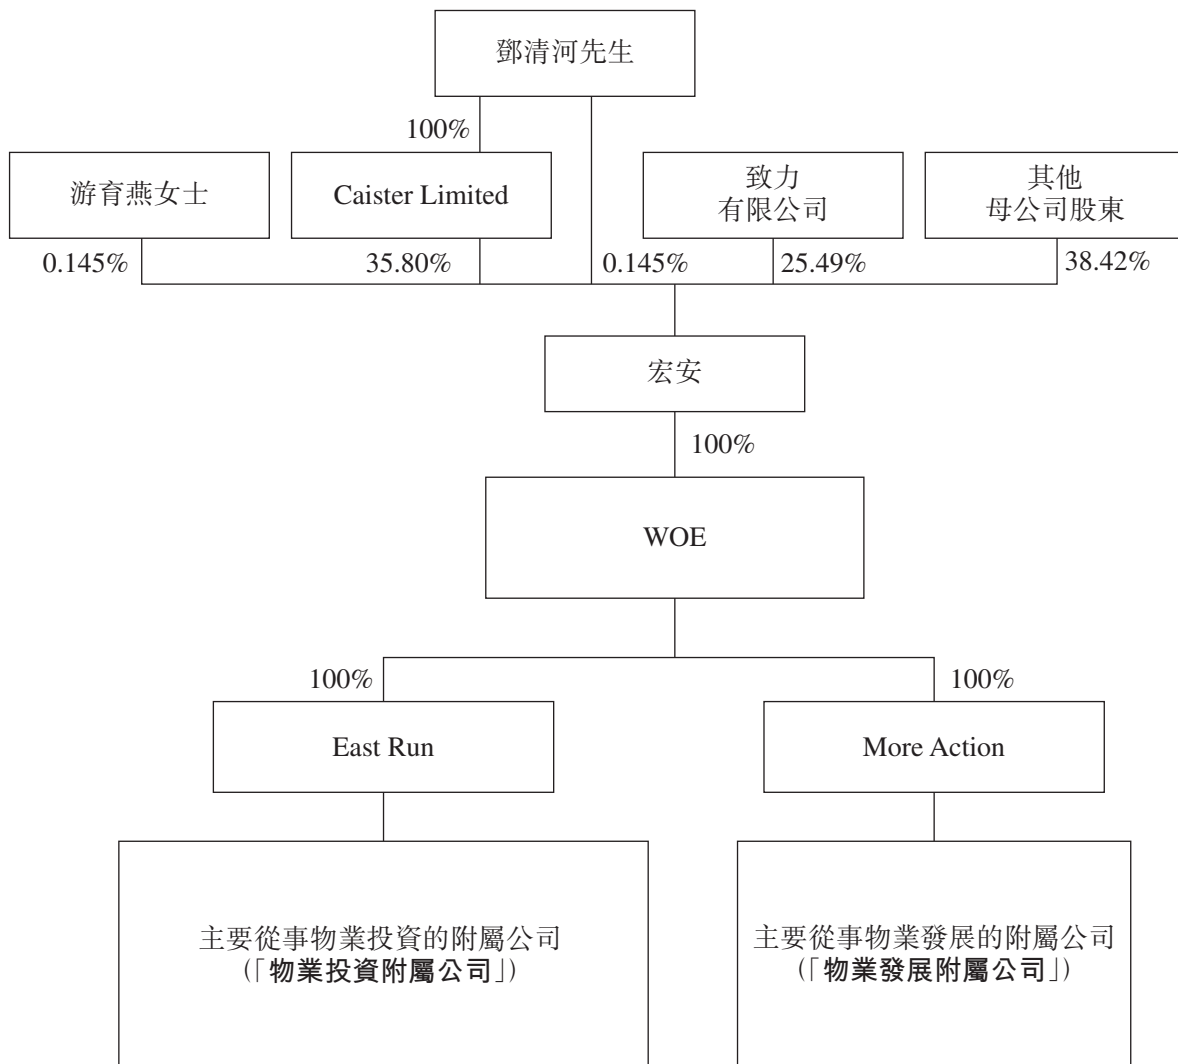 鄧清河先生
100%
游育燕女士
Caister Limited
致力
有限公司
其他
母公司股東
0.145%
35.80%
0.145%
25.49%
38.42%
宏安
100%
WOE
100%
100%
East Run
More Action
主要從事物業投資的附屬公司
(「物業投資附屬公司」)
主要從事物業發展的附屬公司
(「物業發展附屬公司」)